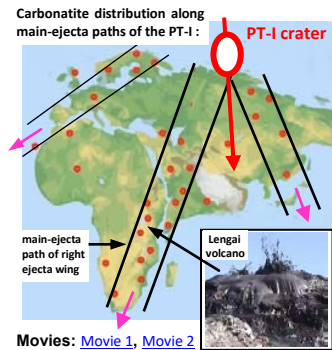 Carbonatite distribution along
main-ejecta paths of the PT-I :
PT-I crater
Lengai
volcano
main-ejecta
path of right
ejecta wing
Movies: Movie 1, Movie 2